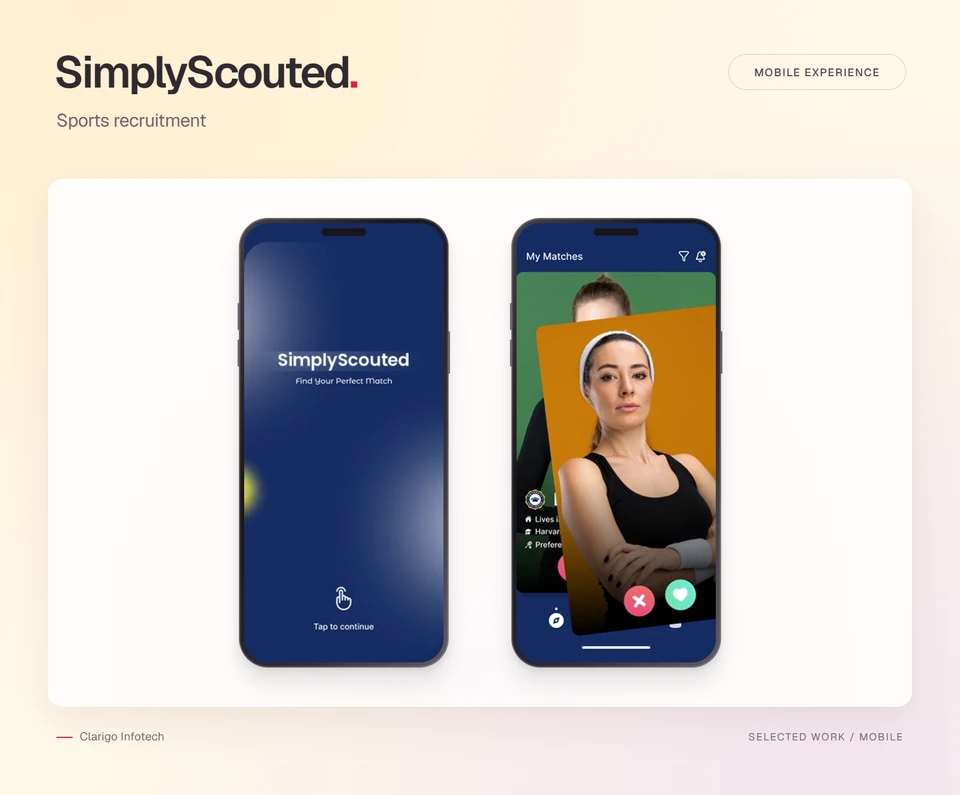 SimplyScouted.
MOBILE EXPERIENCE
Sports recruitment
SimplyScouted
Find Your Perfect Match
Tap to continue
My Matches
Lives
Clarigo Infotech
SELECTED WORK / MOBILE